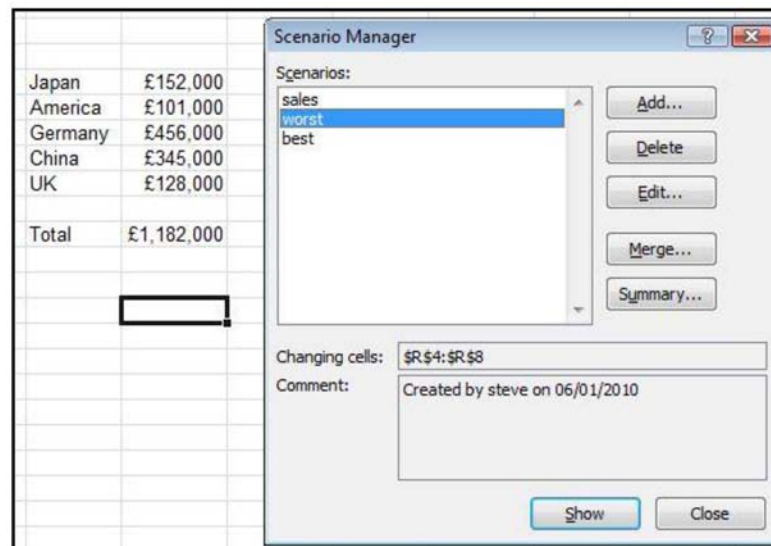 Japan £152,000
America £101,000
Germany £456,000
China £345,000
UK £128,000
Total £1,182,000
Scenario Manager
?
Scenarios:
sales
worst
best
Add...
Delete
Edit...
Merge...
Summary...
Changing cells: $R$4:$R$8
Comment: Created by steve on 06/01/2010
Show Close